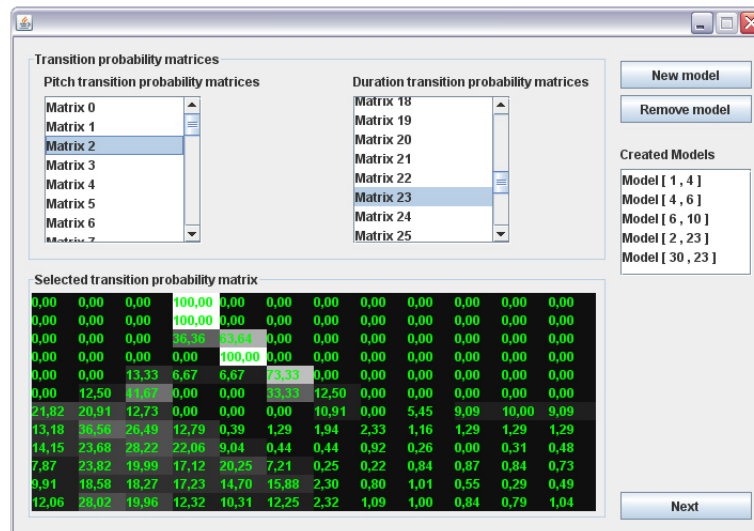 Transition probability matrices
Pitch transition probability matrices
Matrix 0
Matrix 1
Matrix 2
Matrix 3
Matrix 4
Matrix 5
Matrix 6
Matrix 7
Duration transition probability matrices
Matrix 18
Matrix 19
Matrix 20
Matrix 21
Matrix 22
Matrix 23
Matrix 24
Matrix 25
New model
Remove model
Created Models
Model [ 1 , 4 ]
Model [ 4 , 6 ]
Model [ 6 , 10 ]
Model [ 2 , 23 ]
Model [ 30 , 23 ]
Selected transition probability matrix
0,00 0,00 0,00 100,00 0,00 0,00 0,00 0,00 0,00 0,00 0,00 0,00
0,00 0,00 0,00 100,00 0,00 0,00 0,00 0,00 0,00 0,00 0,00 0,00
0,00 0,00 0,00 36,36 63,64 0,00 0,00 0,00 0,00 0,00 0,00 0,00
0,00 0,00 0,00 0,00 100,00 0,00 0,00 0,00 0,00 0,00 0,00 0,00
0,00 0,00 13,33 6,67 6,67 73,33 0,00 0,00 0,00 0,00 0,00 0,00
0,00 12,50 41,67 0,00 0,00 33,33 12,50 0,00 0,00 0,00 0,00 0,00
21,82 20,91 12,73 0,00 0,00 0,00 10,91 0,00 5,45 9,09 10,00 9,09
13,18 36,56 26,49 12,79 0,39 1,29 1,94 2,33 1,16 1,29 1,29 1,29
14,15 23,68 28,22 22,06 9,04 0,44 0,44 0,92 0,26 0,00 0,31 0,48
7,87 23,82 19,99 17,12 20,25 7,21 0,25 0,22 0,84 0,87 0,84 0,73
9,91 18,58 18,27 17,23 14,70 15,88 2,30 0,80 1,01 0,55 0,29 0,49
12,06 28,02 19,96 12,32 10,31 12,25 2,32 1,09 1,00 0,84 0,79 1,04
Next